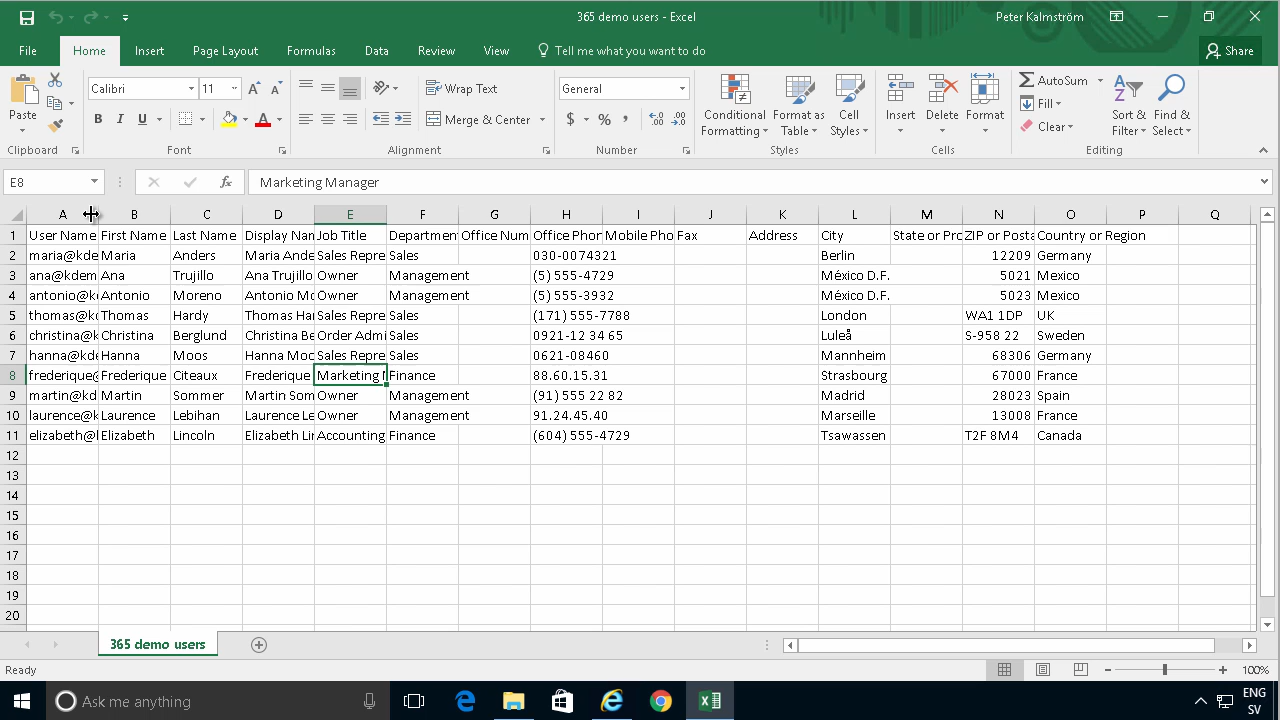 365 demo users - Excel
Peter Kalmström
File Home Insert Page Layout Formulas Data Review View Tell me what you want to do Share
Paste
Calibri 11
B I U A
Wrap Text
Merge & Center
General
$ % ,
Conditional Formatting
Format as Table
Cell Styles
Insert Delete Format
AutoSum
Fill
Clear
Sort & Filter
Find & Select
Clipboard Font Alignment Number Styles Cells Editing
E8 fx Marketing Manager
A B C D E F G H I J K L M N O P Q
1 User Name First Name Last Name Display Nan Job Title Department Office Num Office Phon Mobile Pho Fax Address City State or Pro ZIP or Posta Country or Region
2 maria@kde Maria Anders Maria Ande Sales Repre Sales 030-0074321 Berlin 12209 Germany
3 ana@kdem Ana Trujillo Ana Trujillo Owner Management (5) 555-4729 México D.F. 5021 Mexico
4 antonio@kd Antonio Moreno Antonio Mo Owner Management (5) 555-3932 México D.F. 5023 Mexico
5 thomas@kd Thomas Hardy Thomas Har Sales Repre Sales (171) 555-7788 London WA1 1DP UK
6 christina@k Christina Berglund Christina Be Order Admi Sales 0921-12 34 65 Luleå S-958 22 Sweden
7 hanna@kde Hanna Moos Hanna Moo Sales Repre Sales 0621-08460 Mannheim 68306 Germany
8 frederique@ Frederique Citeaux Frederique Marketing M Finance 88.60.15.31 Strasbourg 67000 France
9 martin@kd Martin Sommer Martin Som Owner Management (91) 555 22 82 Madrid 28023 Spain
10 laurence@k Laurence Lebihan Laurence Le Owner Management 91.24.45.40 Marseille 13008 France
11 elizabeth@ Elizabeth Lincoln Elizabeth Lin Accounting Finance (604) 555-4729 Tsawassen T2F 8M4 Canada
12
13
14
15
16
17
18
19
20
365 demo users
Ready
100%
Ask me anything
ENG
SV